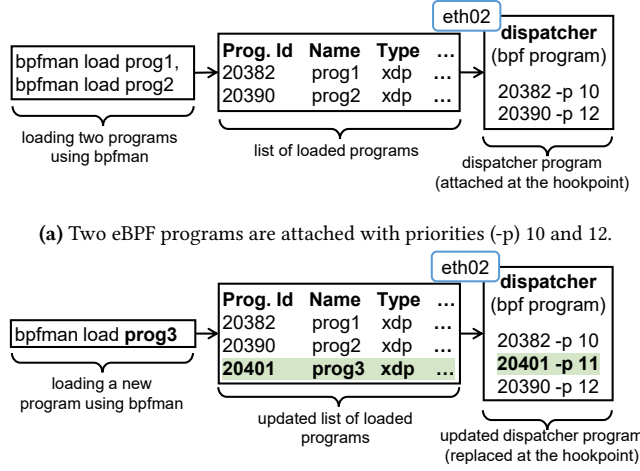 eth02
bpfman load prog1,
bpfman load prog2
loading two programs
using bpfman
Prog. Id Name Type ...
20382 prog1 xdp ...
20390 prog2 xdp ...
list of loaded programs
dispatcher
(bpf program)
20382 -p 10
20390 -p 12
dispatcher program
(attached at the hookpoint)
(a) Two eBPF programs are attached with priorities (-p) 10 and 12.
eth02
bpfman load prog3
loading a new
program using bpfman
Prog. Id Name Type ...
20382 prog1 xdp ...
20390 prog2 xdp ...
20401 prog3 xdp ...
updated list of loaded
programs
dispatcher
(bpf program)
20382 -p 10
20401 -p 11
20390 -p 12
updated dispatcher program
(replaced at the hookpoint)